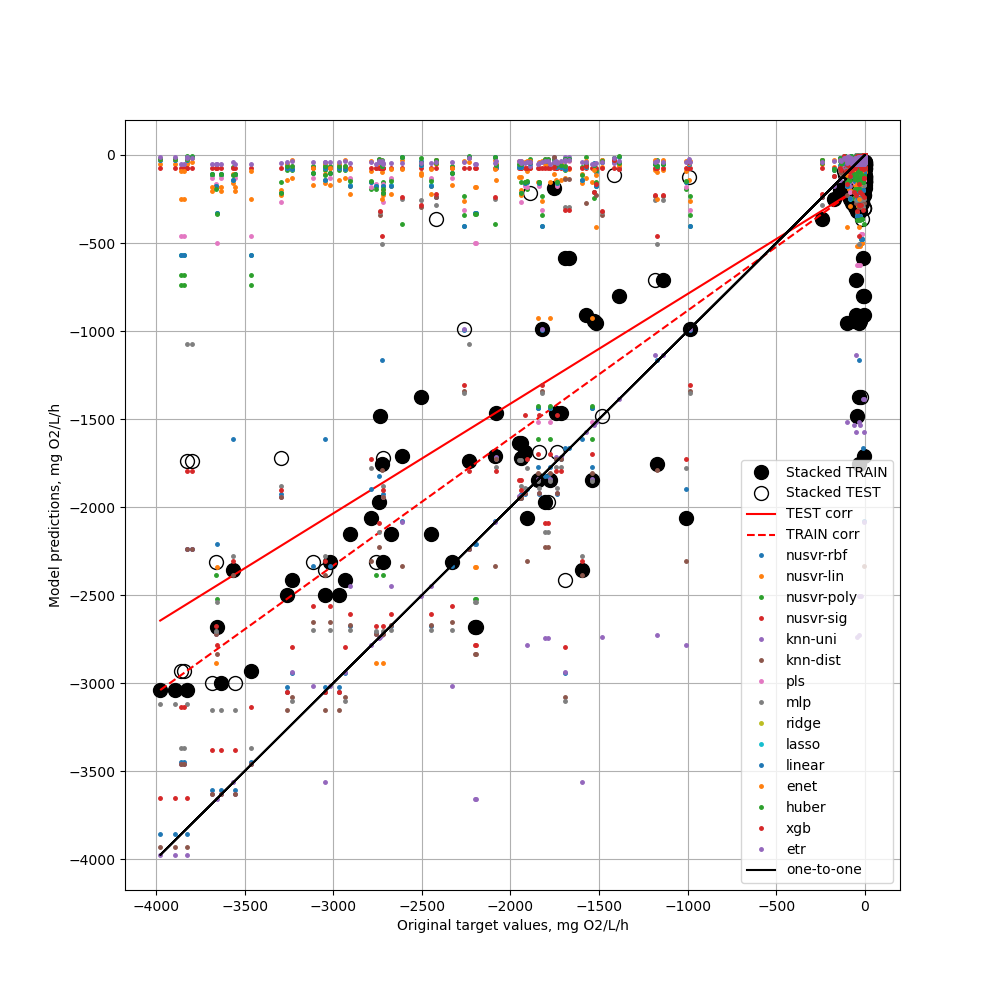 0
−500
−1000
−1500
−2000
−2500
−3000
−3500
−4000
Model predictions, mg O2/L/h
−4000 −3500 −3000 −2500 −2000 −1500 −1000 −500 0
Original target values, mg O2/L/h
Stacked TRAIN
Stacked TEST
TEST corr
TRAIN corr
nusvr-rbf
nusvr-lin
nusvr-poly
nusvr-sig
knn-uni
knn-dist
pls
mlp
ridge
lasso
linear
enet
huber
xgb
etr
one-to-one